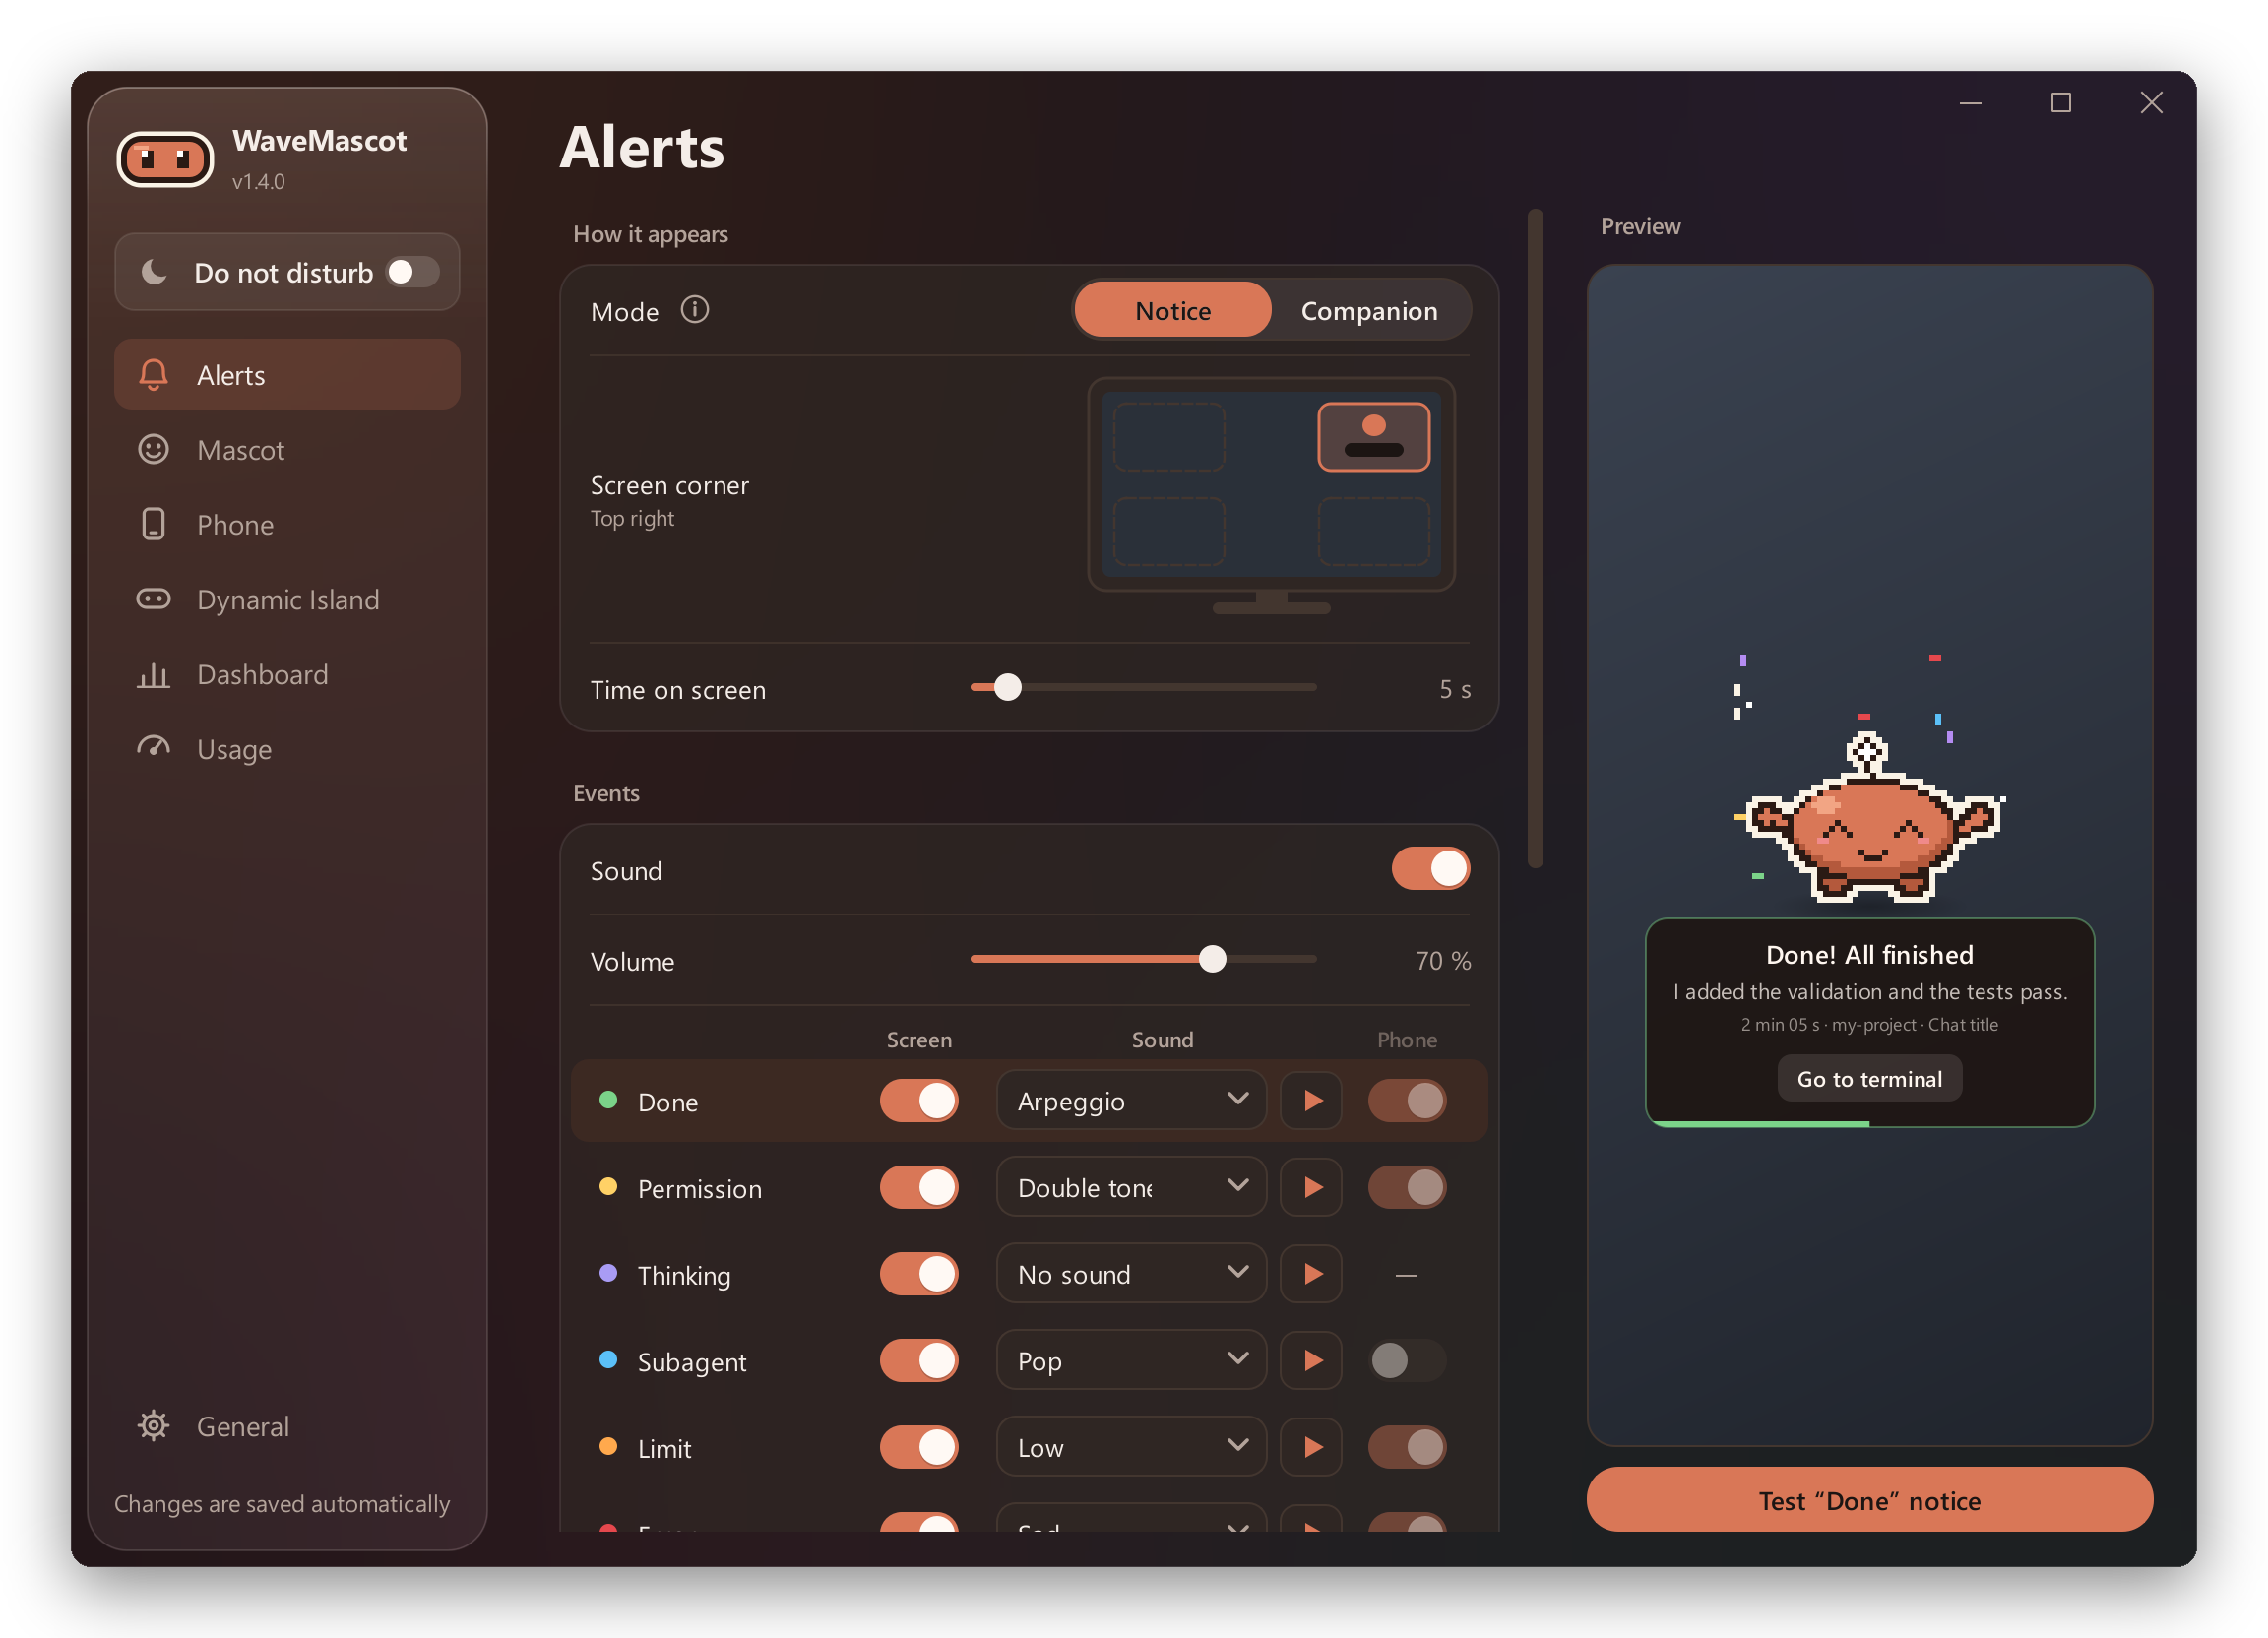 WaveMascot
v1.4.0
Do not disturb
Alerts
Mascot
Phone
Dynamic Island
Dashboard
Usage
General
Changes are saved automatically
Alerts
How it appears
Mode
Notice
Companion
Screen corner
Top right
Time on screen
5 s
Events
Sound
Volume
70 %
Screen
Sound
Phone
Done
Arpeggio
Permission
Double tone
Thinking
No sound
—
Subagent
Pop
Limit
Low
Preview
Done! All finished
I added the validation and the tests pass.
2 min 05 s · my-project · Chat title
Go to terminal
Test “Done” notice